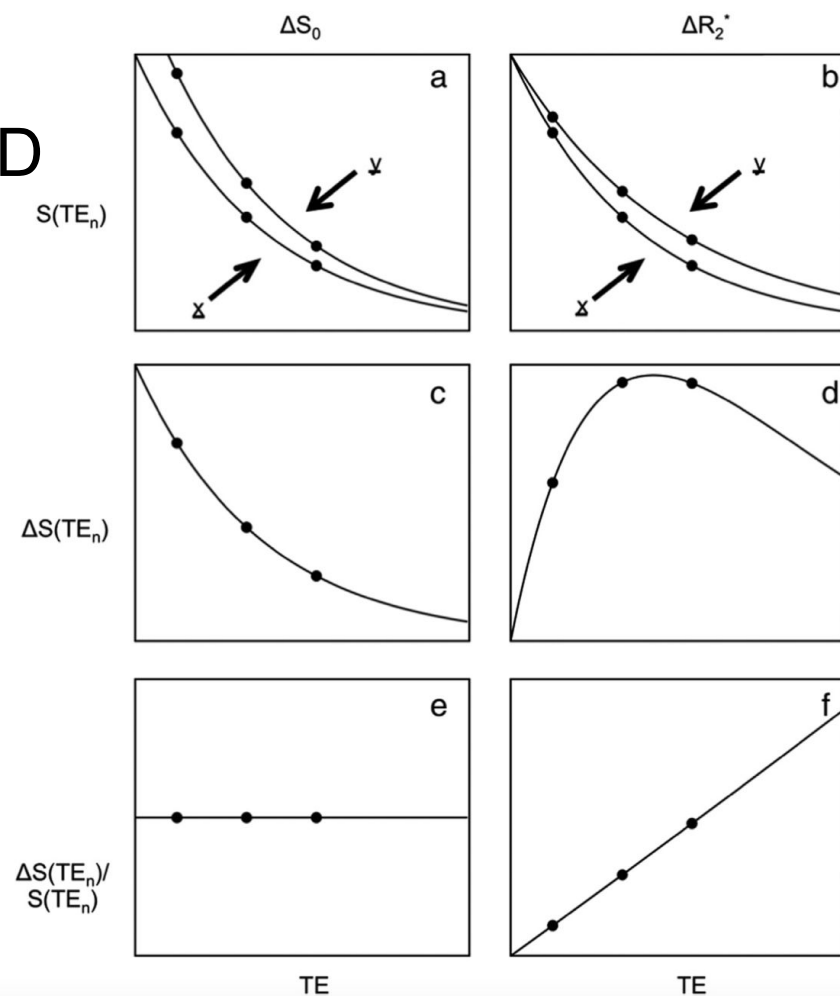 ΔS₀ ΔR₂*
a b
D
y y
S(TEₙ)
x x
c d
ΔS(TEₙ)
e f
ΔS(TEₙ)/
S(TEₙ)
TE TE